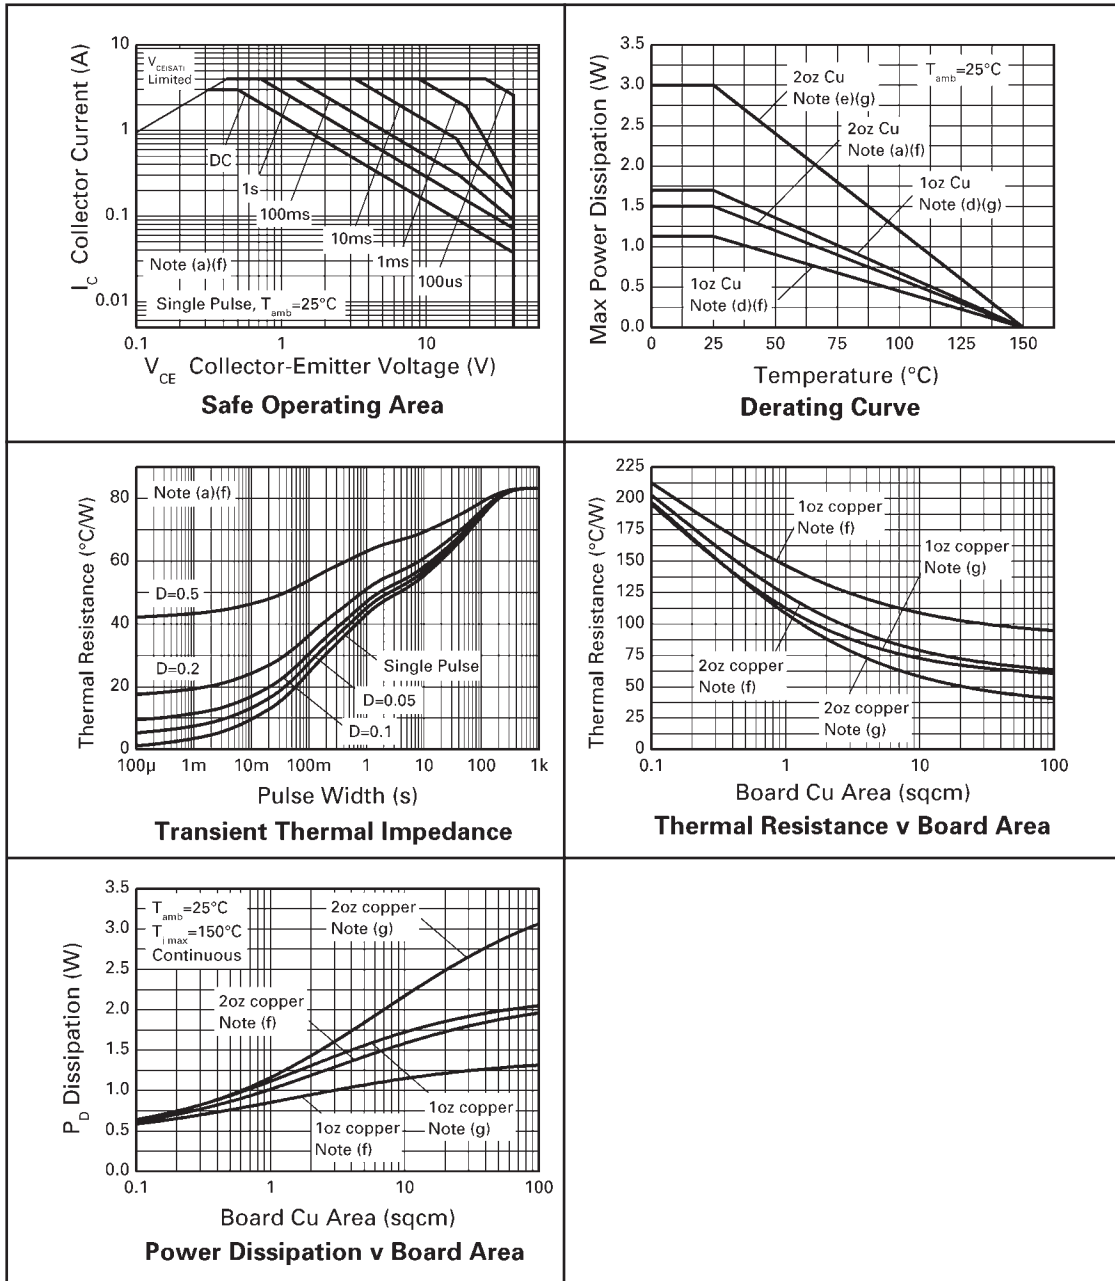 10
1
0.1
0.01
I_C Collector Current (A)
V_CE(SAT)
Limited
DC
1s
100ms
10ms
1ms
100us
Note (a)(f)
Single Pulse, T_amb=25°C
0.1 1 10
V_CE Collector-Emitter Voltage (V)
Safe Operating Area
3.5
3.0
2.5
2.0
1.5
1.0
0.5
0.0
Max Power Dissipation (W)
T_amb=25°C
2oz Cu
Note (e)(g)
2oz Cu
Note (a)(f)
1oz Cu
Note (d)(g)
1oz Cu
Note (d)(f)
0 25 50 75 100 125 150
Temperature (°C)
Derating Curve
80
60
40
20
0
Thermal Resistance (°C/W)
Note (a)(f)
D=0.5
D=0.2
Single Pulse
D=0.05
D=0.1
100µ 1m 10m 100m 1 10 100 1k
Pulse Width (s)
Transient Thermal Impedance
225
200
175
150
125
100
75
50
25
0
Thermal Resistance (°C/W)
1oz copper
Note (f)
1oz copper
Note (g)
2oz copper
Note (f)
2oz copper
Note (g)
0.1 1 10 100
Board Cu Area (sqcm)
Thermal Resistance v Board Area
3.5
3.0
2.5
2.0
1.5
1.0
0.5
0.0
P_D Dissipation (W)
T_amb=25°C
T_j max=150°C
Continuous
2oz copper
Note (g)
2oz copper
Note (f)
1oz copper
Note (g)
1oz copper
Note (f)
0.1 1 10 100
Board Cu Area (sqcm)
Power Dissipation v Board Area